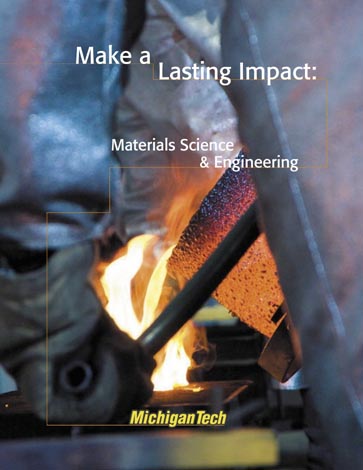 Make a
Lasting Impact:
Materials Science
& Engineering
MichiganTech